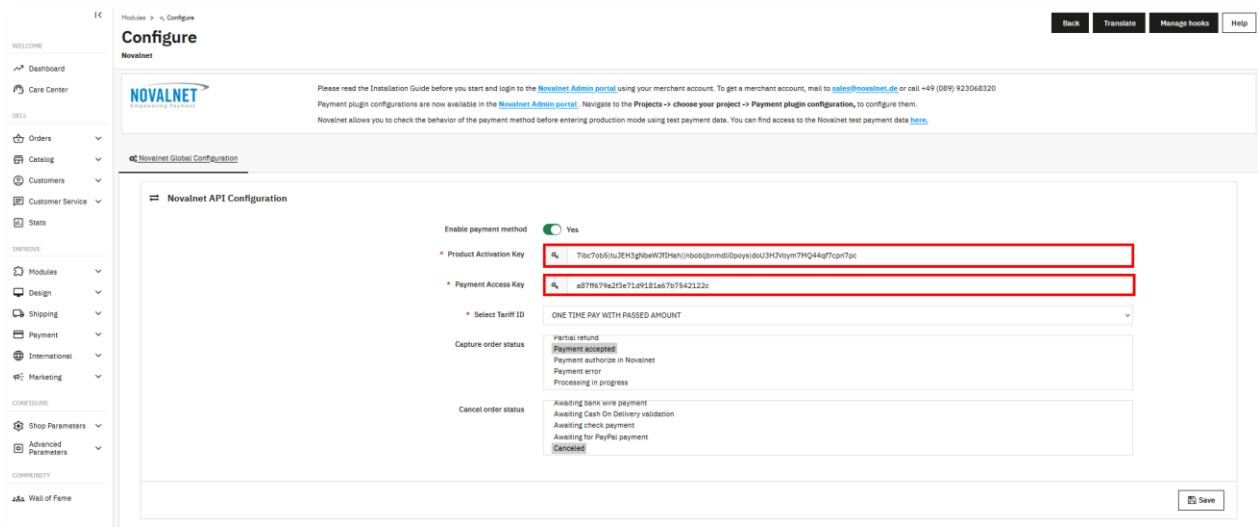 Modules > Configure
Configure
Novalnet
Back
Translate
Manage hooks
Help
WELCOME
Dashboard
Care Center
SELL
Orders
Catalog
Customers
Customer Service
Stats
IMPROVE
Modules
Design
Shipping
Payment
International
Marketing
CONFIGURE
Shop Parameters
Advanced
Parameters
COMMUNITY
Wall of Fame
NOVALNET
Empowering Payment
Please read the Installation Guide before you start and login to the Novalnet Admin portal using your merchant account. To get a merchant account, mail to sales@novalnet.de or call +49 (089) 923068320
Payment plugin configurations are now available in the Novalnet Admin portal . Navigate to the Projects -> choose your project -> Payment plugin configuration, to configure them.
Novalnet allows you to check the behavior of the payment method before entering production mode using test payment data. You can find access to the Novalnet test payment data here.
Novalnet Global Configuration
Novalnet API Configuration
Enable payment method Yes
* Product Activation Key
* Payment Access Key a87ff679a2f3e71d9181a67b7542122c
* Select Tariff ID ONE TIME PAY WITH PASSED AMOUNT
Capture order status
Partial refund
Payment accepted
Payment authorize in Novalnet
Payment error
Processing in progress
Cancel order status
Awaiting bank wire payment
Awaiting Cash On Delivery validation
Awaiting check payment
Awaiting for PayPal payment
Canceled
Save